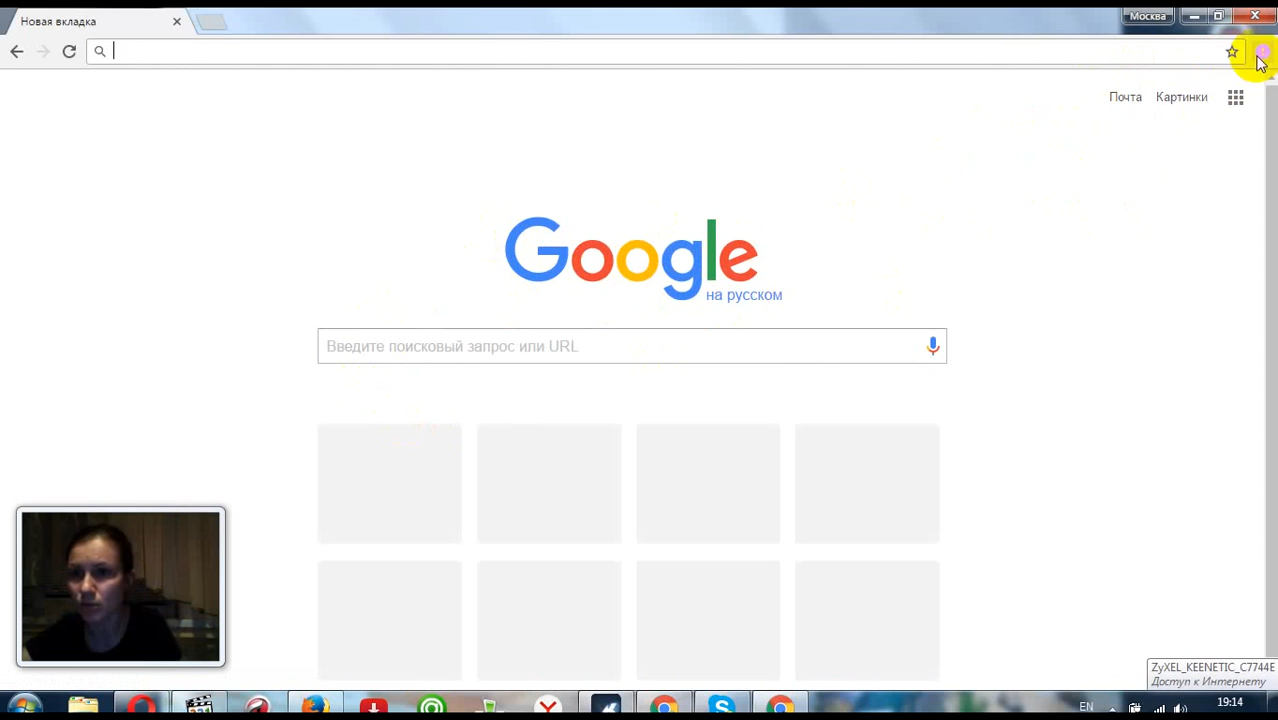 Новая вкладка
Москва
Почта Картинки
Google
на русском
Введите поисковый запрос или URL
ZyXEL_KEENETIC_C7744E
Доступ к Интернету
EN
19:14